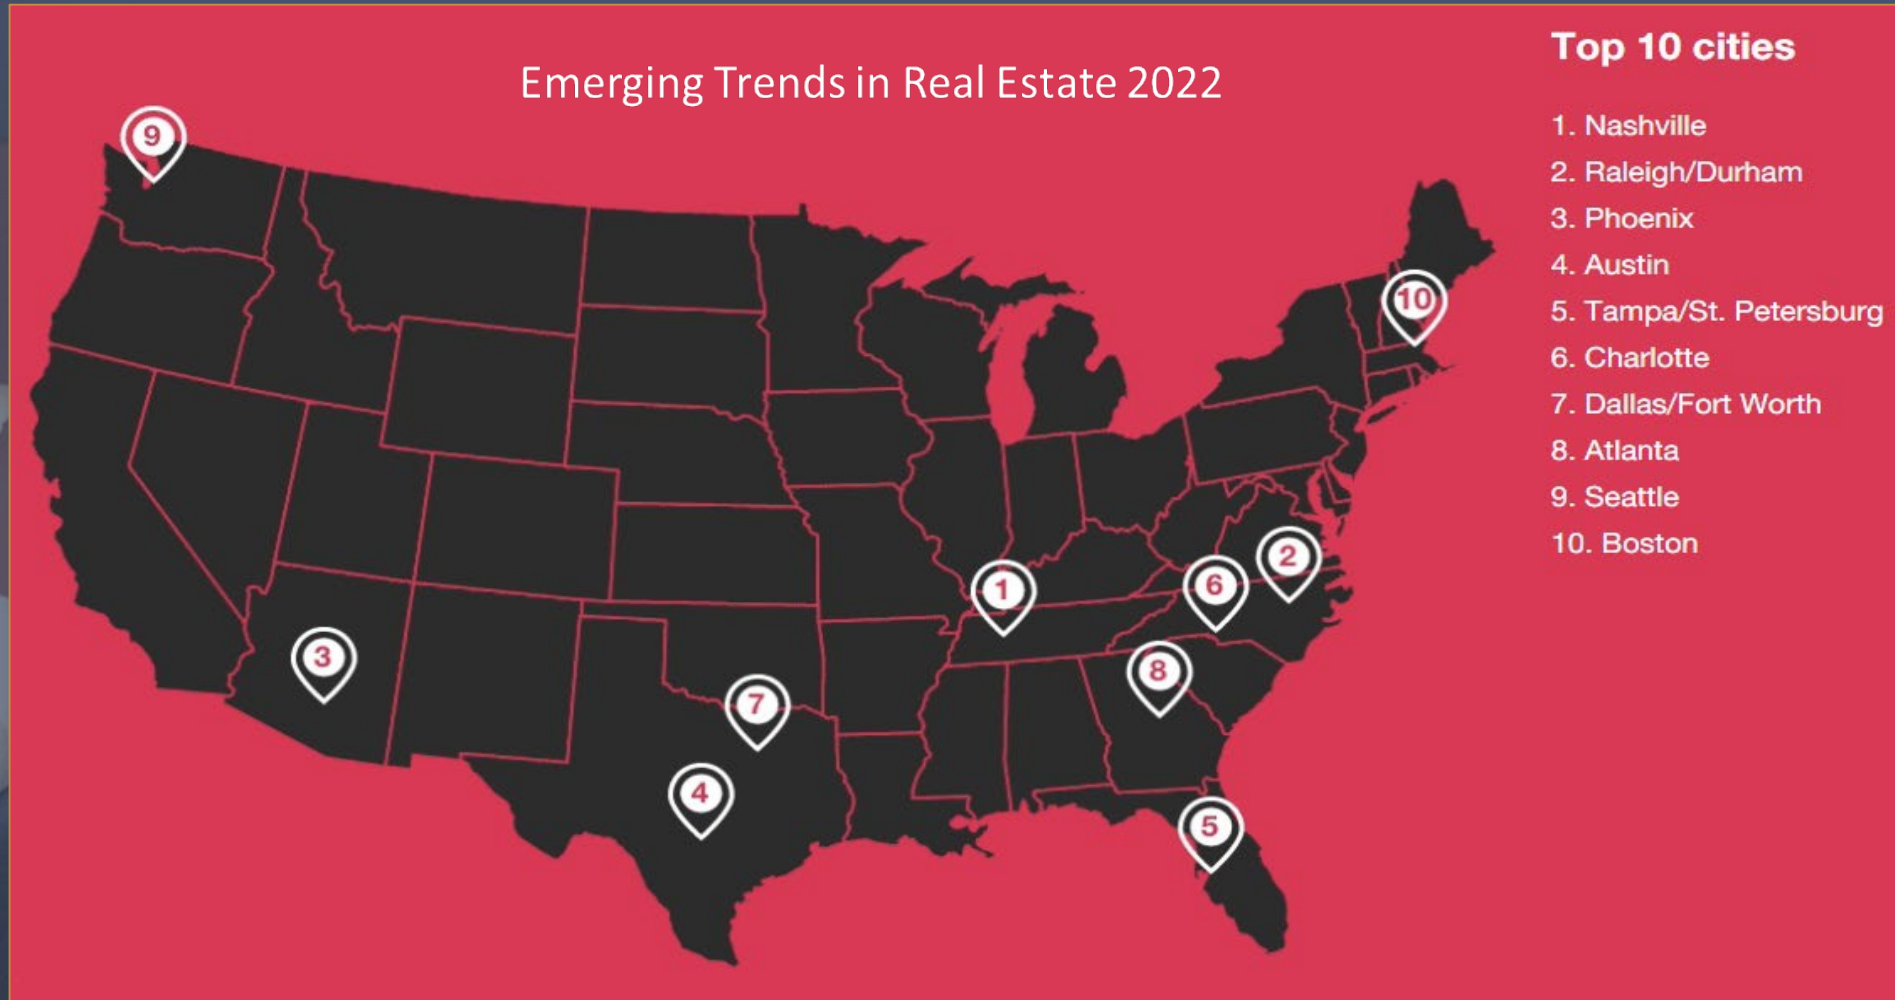 Emerging Trends in Real Estate 2022
Top 10 cities
1. Nashville
2. Raleigh/Durham
3. Phoenix
4. Austin
5. Tampa/St. Petersburg
6. Charlotte
7. Dallas/Fort Worth
8. Atlanta
9. Seattle
10. Boston
9
10
2
6
1
3
8
7
4
5